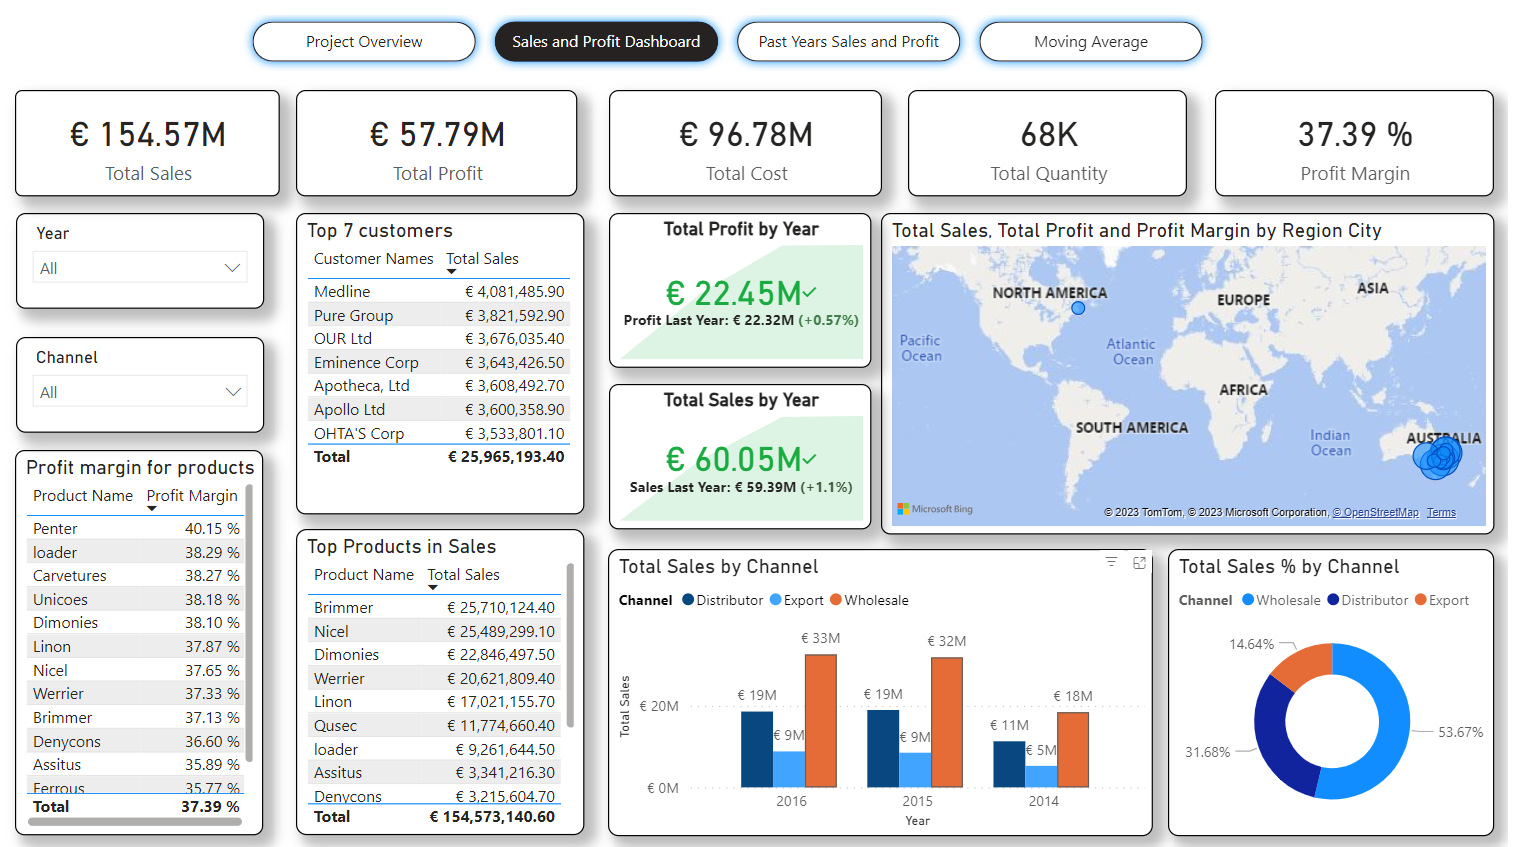 Project Overview
Sales and Profit Dashboard
Past Years Sales and Profit
Moving Average
€ 154.57M
Total Sales
€ 57.79M
Total Profit
€ 96.78M
Total Cost
68K
Total Quantity
37.39 %
Profit Margin
Year
All
Channel
All
Profit margin for products
Product Name Profit Margin
Penter 40.15 %
loader 38.29 %
Carvetures 38.27 %
Unicoes 38.18 %
Dimonies 38.10 %
Linon 37.87 %
Nicel 37.65 %
Werrier 37.33 %
Brimmer 37.13 %
Denycons 36.60 %
Assitus 35.89 %
Ferrous 35.77 %
Total 37.39 %
Top 7 customers
Customer Names Total Sales
Medline € 4,081,485.90
Pure Group € 3,821,592.90
OUR Ltd € 3,676,035.40
Eminence Corp € 3,643,426.50
Apotheca, Ltd € 3,608,492.70
Apollo Ltd € 3,600,358.90
OHTA'S Corp € 3,533,801.10
Total € 25,965,193.40
Top Products in Sales
Product Name Total Sales
Brimmer € 25,710,124.40
Nicel € 25,489,299.10
Dimonies € 22,846,497.50
Werrier € 20,621,809.40
Linon € 17,021,155.70
Qusec € 11,774,660.40
loader € 9,261,644.50
Assitus € 3,341,216.30
Denycons € 3,215,604.70
Total € 154,573,140.60
Total Profit by Year
€ 22.45M
Profit Last Year: € 22.32M (+0.57%)
Total Sales by Year
€ 60.05M
Sales Last Year: € 59.39M (+1.1%)
Total Sales, Total Profit and Profit Margin by Region City
NORTH AMERICA
EUROPE
ASIA
Pacific
Ocean
Atlantic
Ocean
AFRICA
SOUTH AMERICA
Indian
Ocean
AUSTRALIA
Microsoft Bing
© 2023 TomTom, © 2023 Microsoft Corporation, © OpenStreetMap Terms
Total Sales by Channel
Channel Distributor Export Wholesale
Total Sales
€ 20M
€ 0M
€ 19M
€ 9M
€ 33M
€ 19M
€ 9M
€ 32M
€ 11M
€ 5M
€ 18M
2016
2015
2014
Year
Total Sales % by Channel
Channel Wholesale Distributor Export
14.64%
53.67%
31.68%